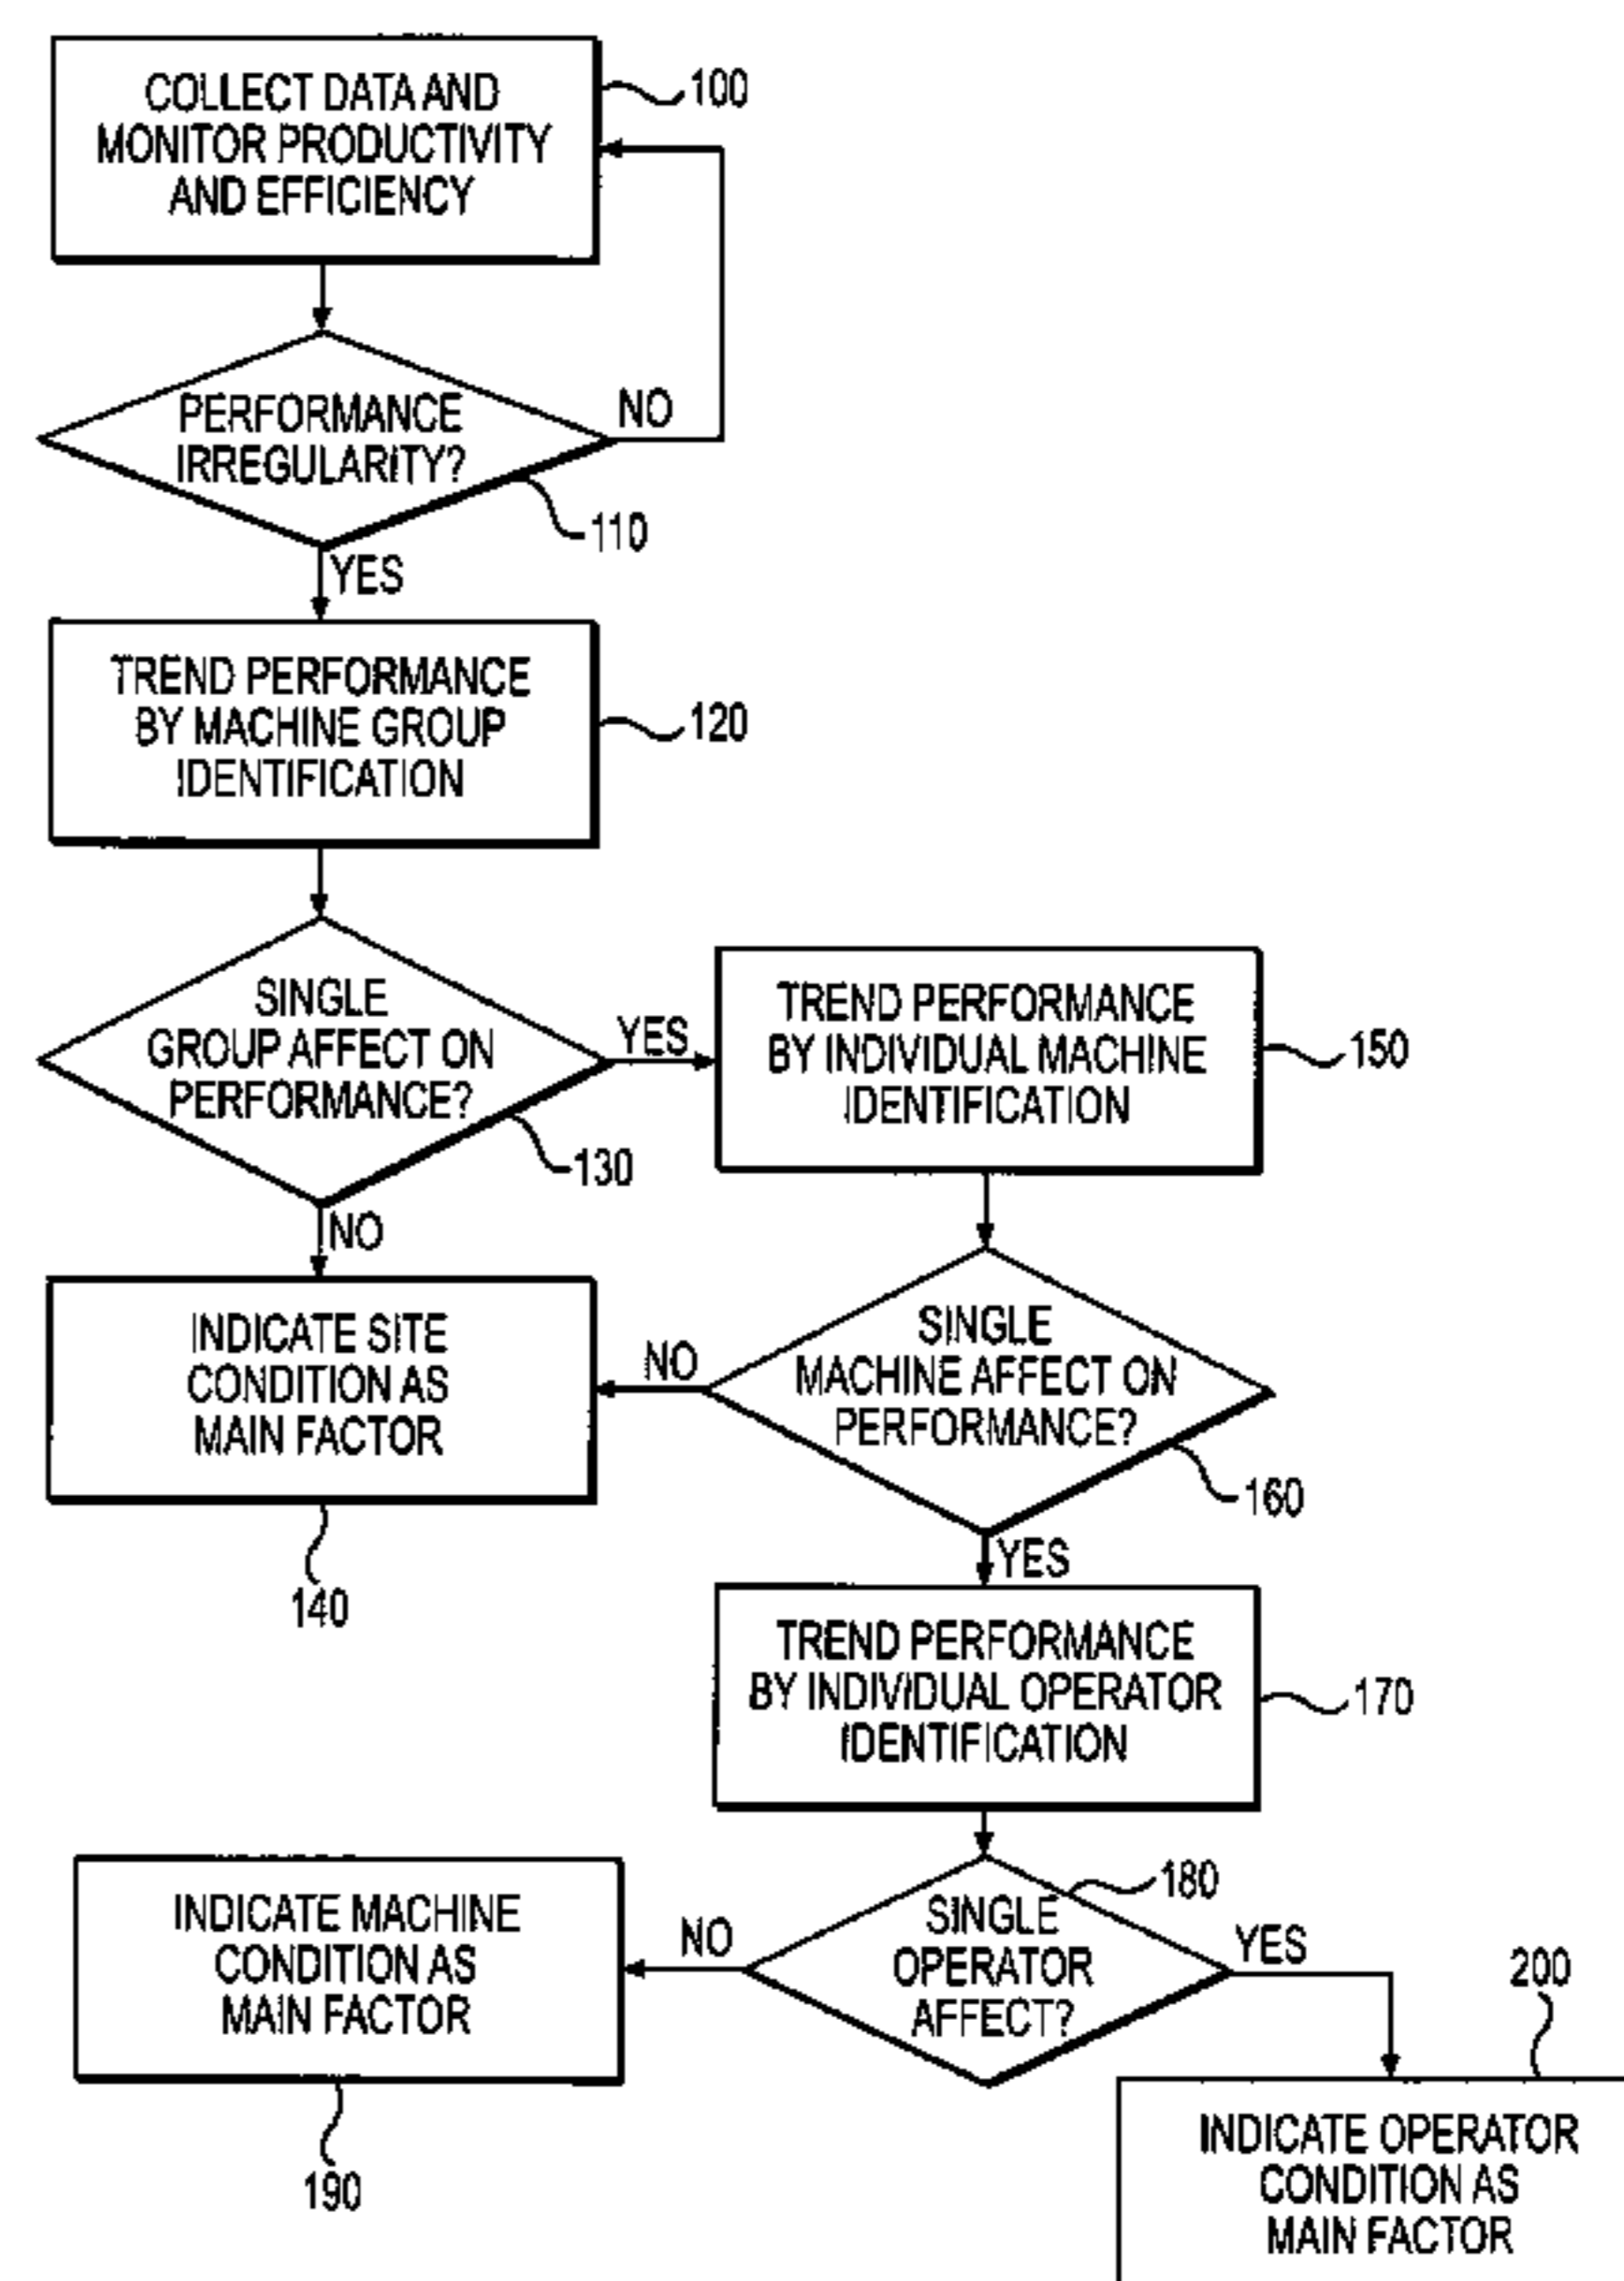 COLLECT DATA AND
MONITOR PRODUCTIVITY
AND EFFICIENCY
100
PERFORMANCE
IRREGULARITY?
NO
110
YES
TREND PERFORMANCE
BY MACHINE GROUP
IDENTIFICATION
120
SINGLE
GROUP AFFECT ON
PERFORMANCE?
YES
130
NO
TREND PERFORMANCE
BY INDIVIDUAL MACHINE
IDENTIFICATION
150
INDICATE SITE
CONDITION AS
MAIN FACTOR
140
NO
SINGLE
MACHINE AFFECT ON
PERFORMANCE?
160
YES
TREND PERFORMANCE
BY INDIVIDUAL OPERATOR
IDENTIFICATION
170
INDICATE MACHINE
CONDITION AS
MAIN FACTOR
190
NO
SINGLE
OPERATOR
AFFECT?
180
YES
200
INDICATE OPERATOR
CONDITION AS
MAIN FACTOR